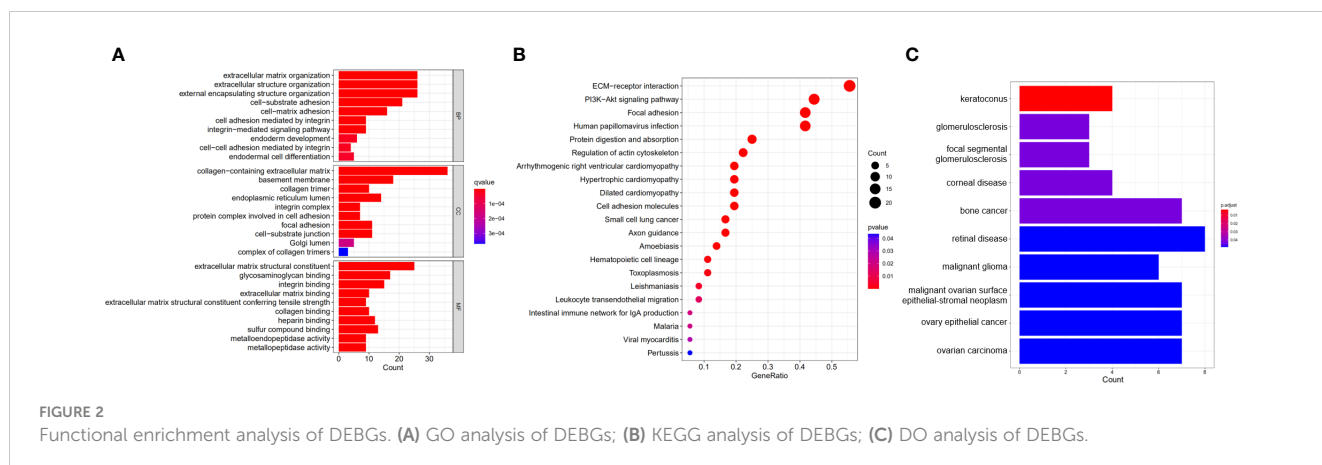 A
extracellular matrix organization
extracellular structure organization
external encapsulating structure organization
cell-substrate adhesion
cell-matrix adhesion
cell adhesion mediated by integrin
integrin-mediated signaling pathway
endoderm development
cell-cell adhesion mediated by integrin
endodermal cell differentiation
BP
collagen-containing extracellular matrix
basement membrane
collagen trimer
endoplasmic reticulum lumen
integrin complex
protein complex involved in cell adhesion
focal adhesion
cell-substrate junction
Golgi lumen
complex of collagen trimers
CC
extracellular matrix structural constituent
glycosaminoglycan binding
integrin binding
extracellular matrix binding
extracellular matrix structural constituent conferring tensile strength
collagen binding
heparin binding
sulfur compound binding
metalloendopeptidase activity
metallopeptidase activity
MF
0 10 20 30
Count
qvalue
1e-04
2e-04
3e-04
B
ECM-receptor interaction
PI3K-Akt signaling pathway
Focal adhesion
Human papillomavirus infection
Protein digestion and absorption
Regulation of actin cytoskeleton
Arrhythmogenic right ventricular cardiomyopathy
Hypertrophic cardiomyopathy
Dilated cardiomyopathy
Cell adhesion molecules
Small cell lung cancer
Axon guidance
Amoebiasis
Hematopoietic cell lineage
Toxoplasmosis
Leishmaniasis
Leukocyte transendothelial migration
Intestinal immune network for IgA production
Malaria
Viral myocarditis
Pertussis
0.1 0.2 0.3 0.4 0.5
GeneRatio
Count
5
10
15
20
pvalue
0.04
0.03
0.02
0.01
C
keratoconus
glomerulosclerosis
focal segmental
glomerulosclerosis
corneal disease
bone cancer
retinal disease
malignant glioma
malignant ovarian surface
epithelial-stromal neoplasm
ovary epithelial cancer
ovarian carcinoma
0 2 4 6 8
Count
p.adjust
0.01
0.02
0.03
0.04
FIGURE 2
Functional enrichment analysis of DEBGs. (A) GO analysis of DEBGs; (B) KEGG analysis of DEBGs; (C) DO analysis of DEBGs.